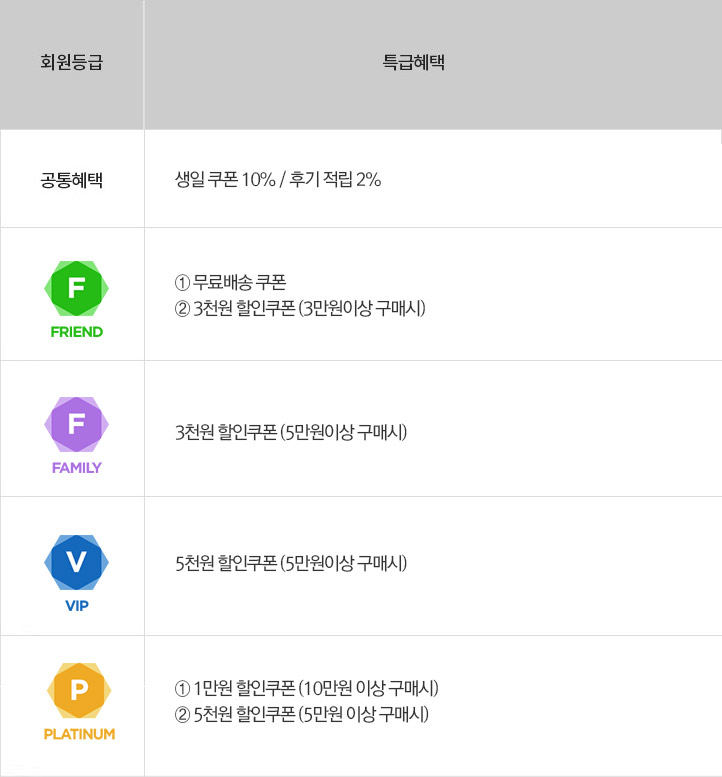 회원등급
특급혜택
공통혜택
생일 쿠폰 10% / 후기 적립 2%
F
FRIEND
① 무료배송 쿠폰
② 3천원 할인쿠폰 (3만원이상 구매시)
F
FAMILY
3천원 할인쿠폰 (5만원이상 구매시)
V
VIP
5천원 할인쿠폰 (5만원이상 구매시)
P
PLATINUM
① 1만원 할인쿠폰 (10만원 이상 구매시)
② 5천원 할인쿠폰 (5만원 이상 구매시)